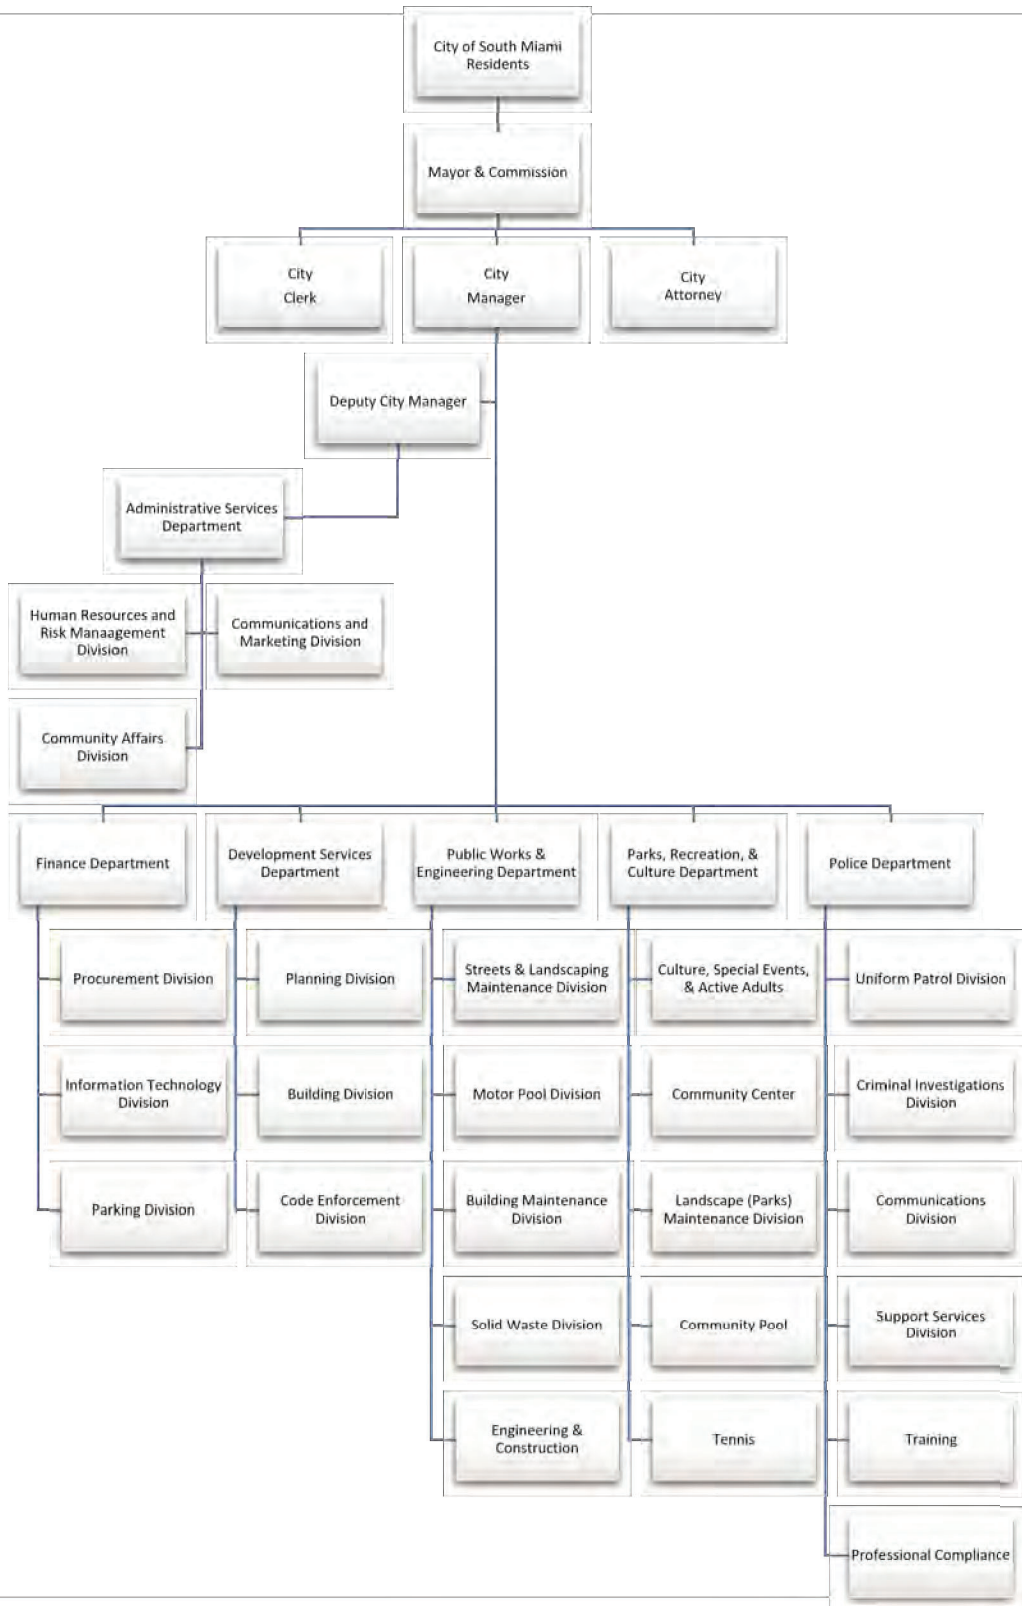 City of South Miami
Residents
Mayor & Commission
City
Clerk
City
Manager
City
Attorney
Deputy City Manager
Administrative Services
Department
Human Resources and
Risk Manaagement
Division
Communications and
Marketing Division
Community Affairs
Division
Finance Department
Development Services
Department
Public Works &
Engineering Department
Parks, Recreation, &
Culture Department
Police Department
Procurement Division
Planning Division
Streets & Landscaping
Maintenance Division
Culture, Special Events,
& Active Adults
Uniform Patrol Division
Information Technology
Division
Building Division
Motor Pool Division
Community Center
Criminal Investigations
Division
Parking Division
Code Enforcement
Division
Building Maintenance
Division
Landscape (Parks)
Maintenance Division
Communications
Division
Solid Waste Division
Community Pool
Support Services
Division
Engineering &
Construction
Tennis
Training
Professional Compliance